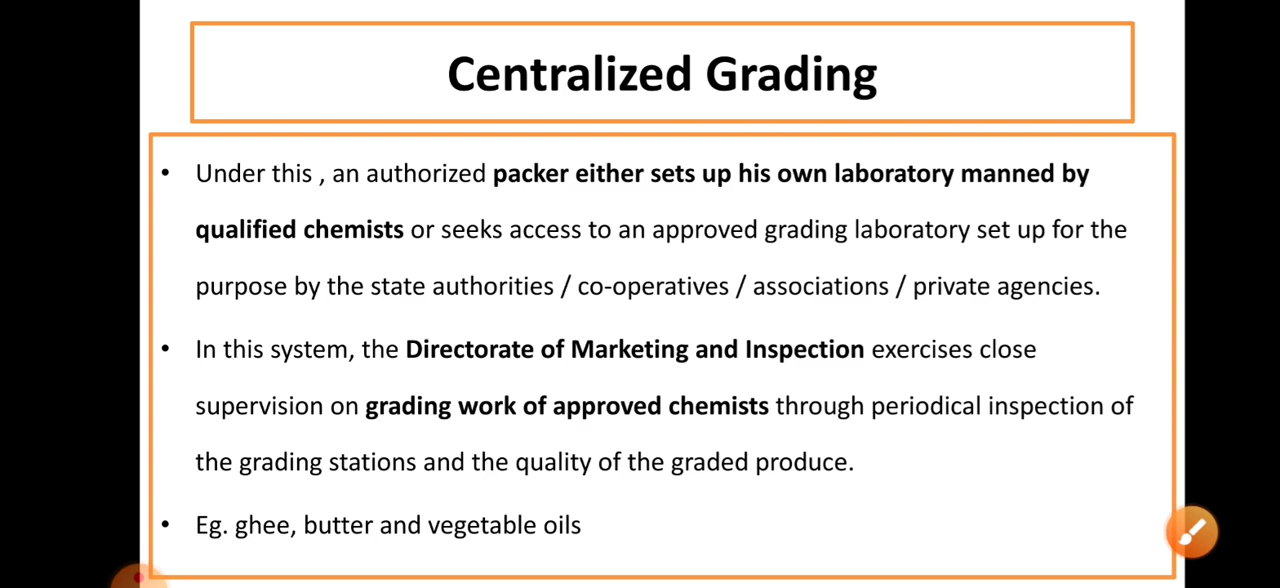 Centralized Grading
• Under this , an authorized packer either sets up his own laboratory manned by
qualified chemists or seeks access to an approved grading laboratory set up for the
purpose by the state authorities / co-operatives / associations / private agencies.
• In this system, the Directorate of Marketing and Inspection exercises close
supervision on grading work of approved chemists through periodical inspection of
the grading stations and the quality of the graded produce.
• Eg. ghee, butter and vegetable oils